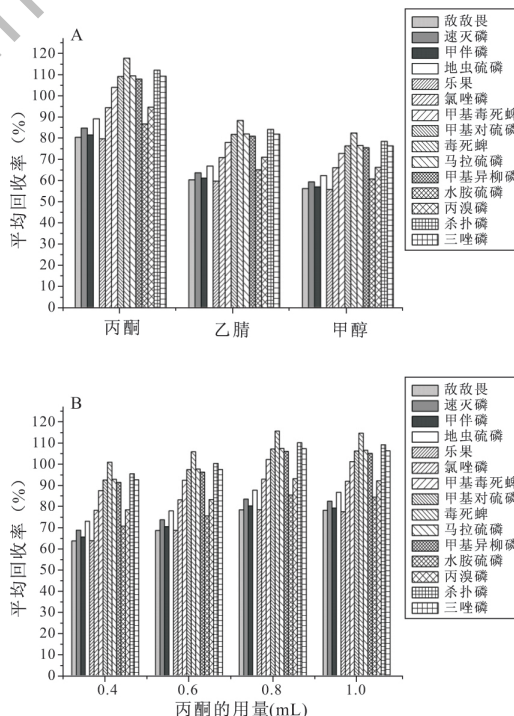 A
敌敌畏
速灭磷
甲伴磷
地虫硫磷
乐果
氯唑磷
甲基毒死蜱
甲基对硫磷
毒死蜱
马拉硫磷
甲基异柳磷
水胺硫磷
丙溴磷
杀扑磷
三唑磷
平均回收率（%）
120
110
100
90
80
70
60
50
40
30
20
10
0
丙酮 乙腈 甲醇
B
敌敌畏
速灭磷
甲伴磷
地虫硫磷
乐果
氯唑磷
甲基毒死蜱
甲基对硫磷
毒死蜱
马拉硫磷
甲基异柳磷
水胺硫磷
丙溴磷
杀扑磷
三唑磷
平均回收率（%）
120
110
100
90
80
70
60
50
40
30
20
10
0
0.4 0.6 0.8 1.0
丙酮的用量(mL)